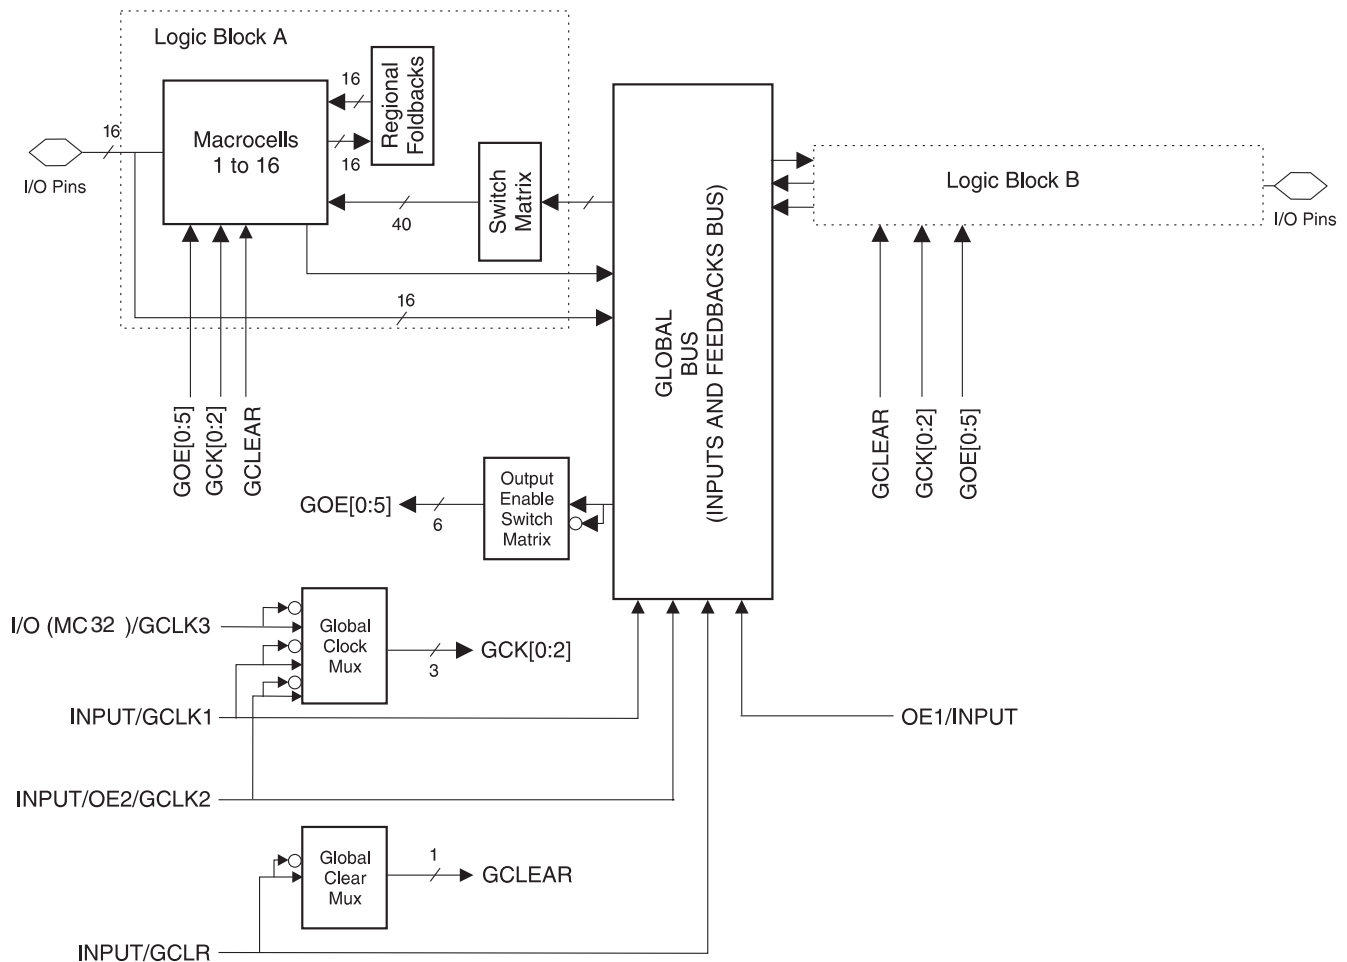 Logic Block A
16
Regional
Foldbacks
16
Macrocells
1 to 16
16
I/O Pins
Switch
Matrix
40
16
GOE[0:5]
GCK[0:2]
GCLEAR
GLOBAL
BUS
(INPUTS AND FEEDBACKS BUS)
Logic Block B
I/O Pins
GCLEAR
GCK[0:2]
GOE[0:5]
Output
Enable
Switch
Matrix
GOE[0:5]
6
I/O (MC32 )/GCLK3
Global
Clock
Mux
3
GCK[0:2]
INPUT/GCLK1
OE1/INPUT
INPUT/OE2/GCLK2
Global
Clear
Mux
1
GCLEAR
INPUT/GCLR